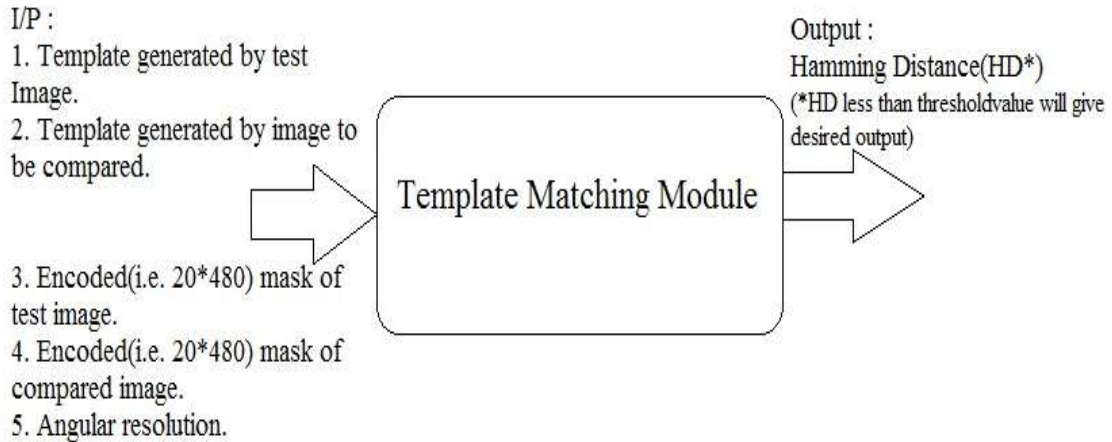 I/P :
1. Template generated by test
Image.
2. Template generated by image to
be compared.
3. Encoded(i.e. 20*480) mask of
test image.
4. Encoded(i.e. 20*480) mask of
compared image.
5. Angular resolution.
Template Matching Module
Output :
Hamming Distance(HD*)
(*HD less than thresholdvalue will give
desired output)